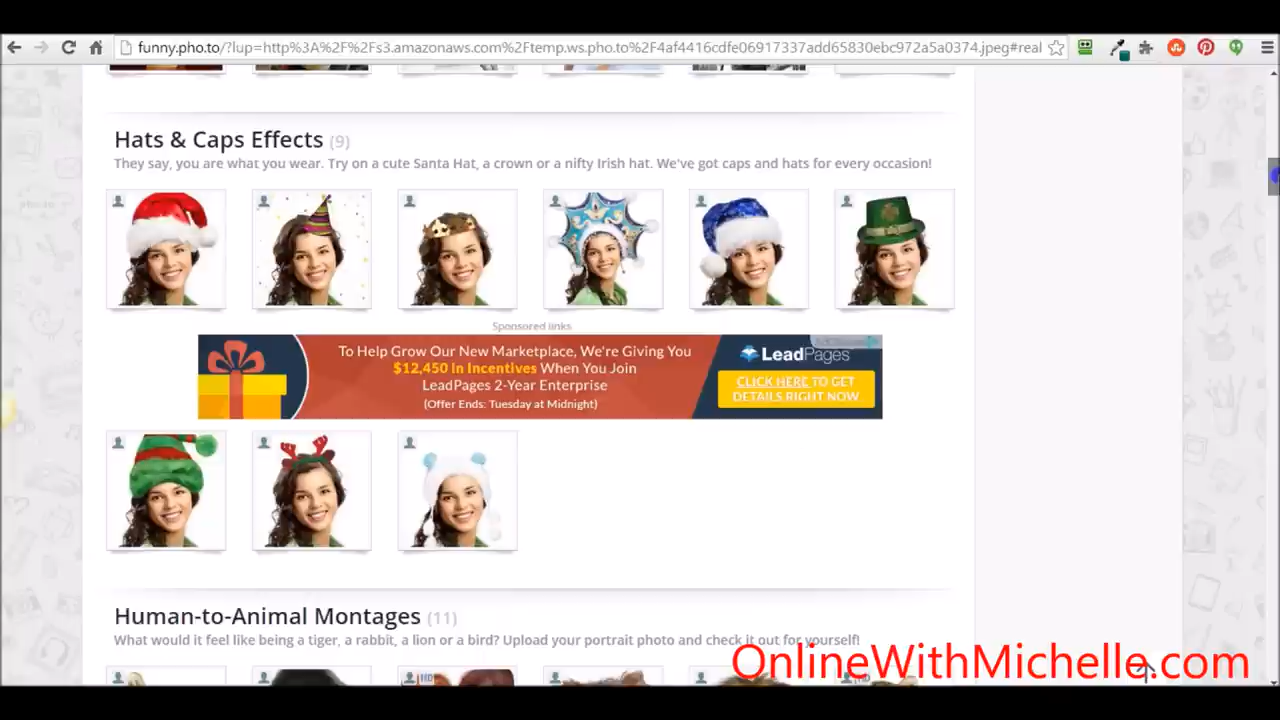 funny.pho.to/?lup=http%3A%2F%2Fs3.amazonaws.com%2Ftemp.ws.pho.to%2F4af4416cdfe06917337add65830ebc972a5a0374.jpeg#real
Hats & Caps Effects (9)
They say, you are what you wear. Try on a cute Santa Hat, a crown or a nifty Irish hat. We've got caps and hats for every occasion!
Sponsored links
To Help Grow Our New Marketplace, We're Giving You
$12,450 In Incentives When You Join
LeadPages 2-Year Enterprise
(Offer Ends: Tuesday at Midnight)
LeadPages
CLICK HERE TO GET
DETAILS RIGHT NOW
Human-to-Animal Montages (11)
What would it feel like being a tiger, a rabbit, a lion or a bird? Upload your portrait photo and check it out for yourself!
HD
OnlineWithMichelle.com